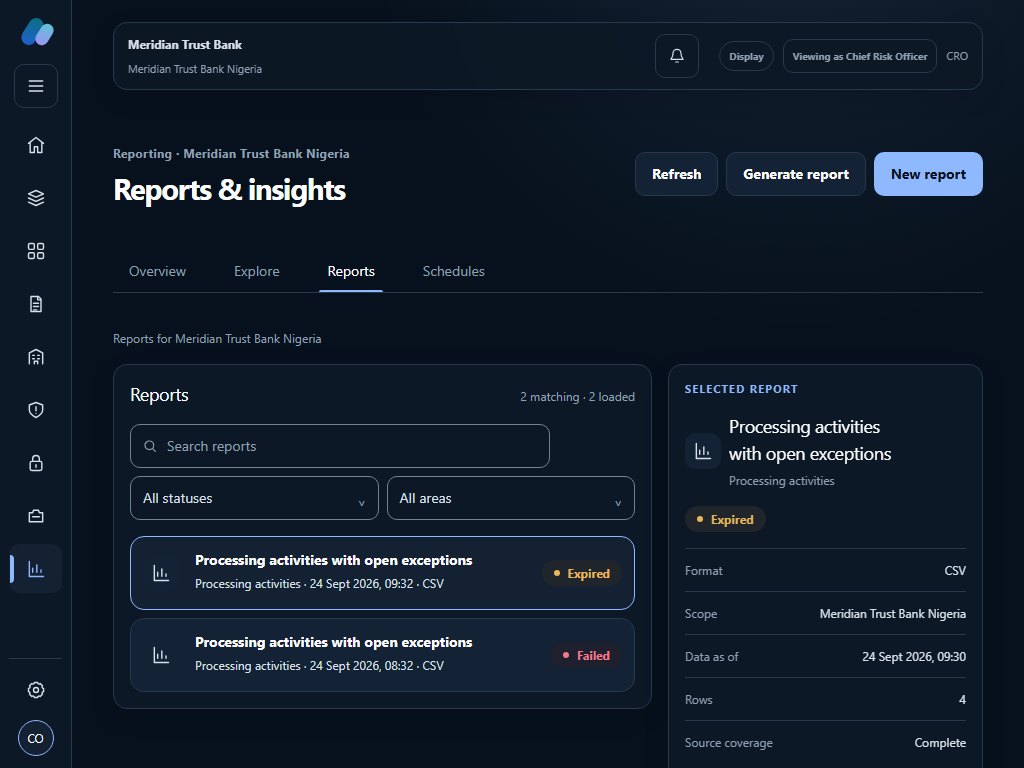 Meridian Trust Bank
Meridian Trust Bank Nigeria
Display
Viewing as Chief Risk Officer
CRO
Reporting · Meridian Trust Bank Nigeria
Reports & insights
Refresh
Generate report
New report
Overview
Explore
Reports
Schedules
Reports for Meridian Trust Bank Nigeria
Reports
2 matching · 2 loaded
Search reports
All statuses
All areas
Processing activities with open exceptions
Processing activities · 24 Sept 2026, 09:32 · CSV
Expired
Processing activities with open exceptions
Processing activities · 24 Sept 2026, 08:32 · CSV
Failed
SELECTED REPORT
Processing activities
with open exceptions
Processing activities
Expired
Format
CSV
Scope
Meridian Trust Bank Nigeria
Data as of
24 Sept 2026, 09:30
Rows
4
Source coverage
Complete
CO